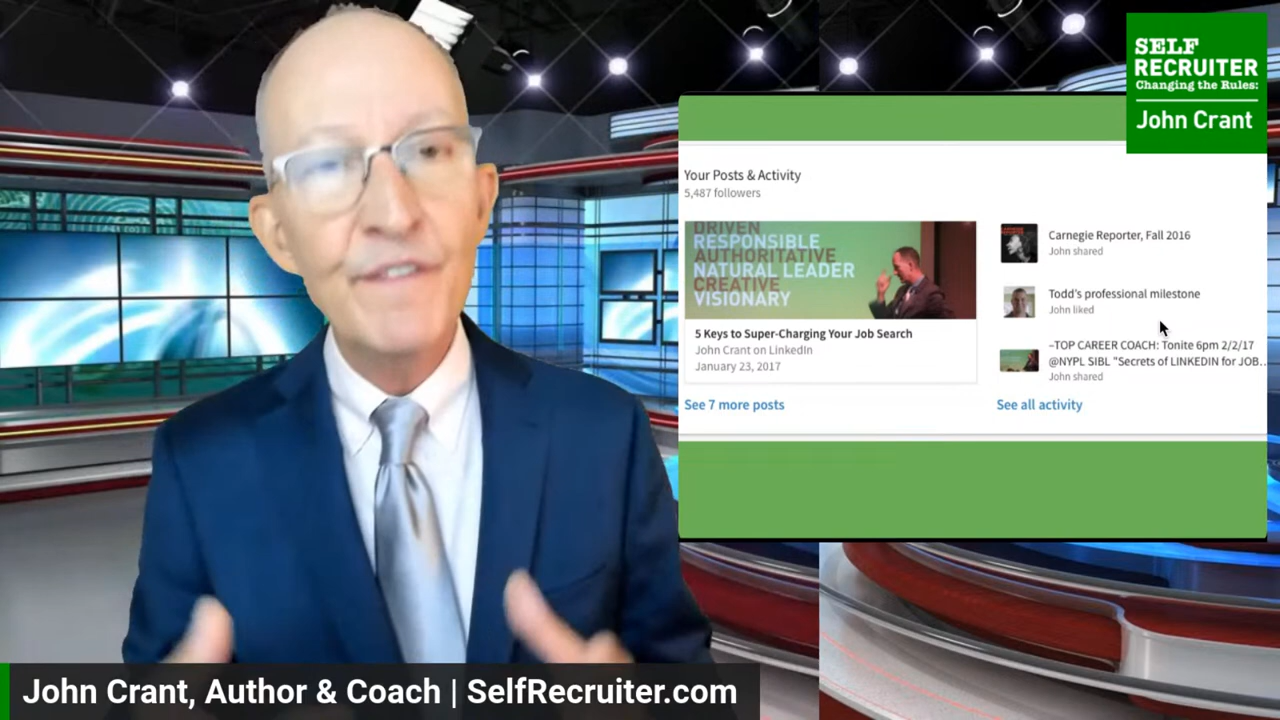 SELF
RECRUITER
Changing the Rules:
John Crant
Your Posts & Activity
5,487 followers
DRIVEN
RESPONSIBLE
AUTHORITATIVE
NATURAL LEADER
CREATIVE
VISIONARY
5 Keys to Super-Charging Your Job Search
John Crant on LinkedIn
January 23, 2017
See 7 more posts
Carnegie Reporter, Fall 2016
John shared
Todd's professional milestone
John liked
–TOP CAREER COACH: Tonite 6pm 2/2/17
@NYPL SIBL "Secrets of LINKEDIN for JOB...
John shared
See all activity
John Crant, Author & Coach | SelfRecruiter.com